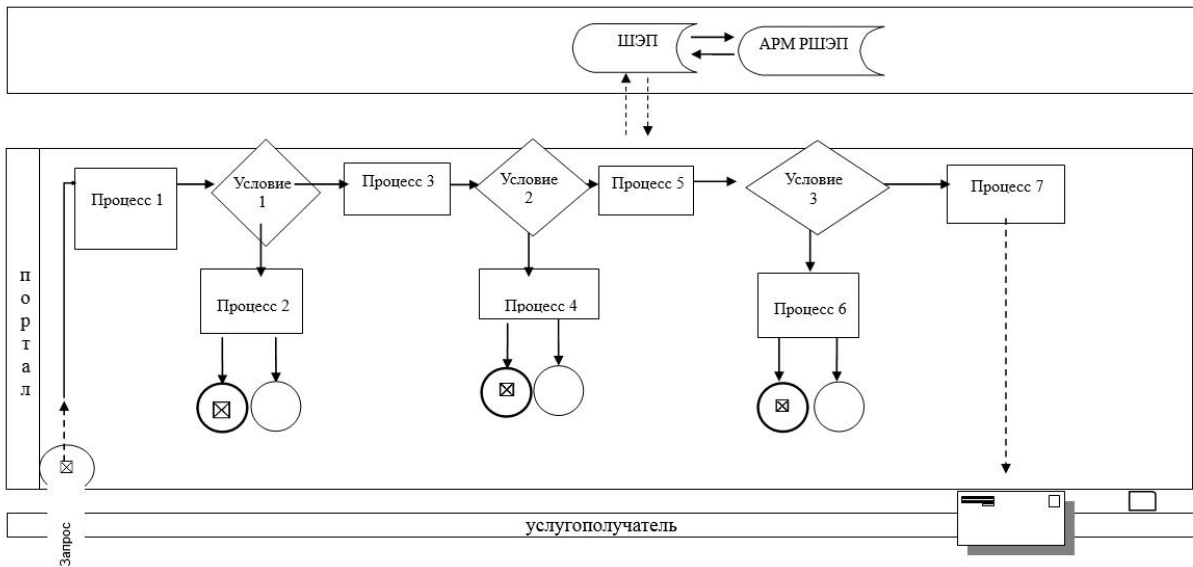 ШЭП
АРМ РШЭП
портал
Процесс 1
Условие
1
Процесс 3
Условие
2
Процесс 5
Условие
3
Процесс 7
Процесс 2
Процесс 4
Процесс 6
Запрос
услугополучатель